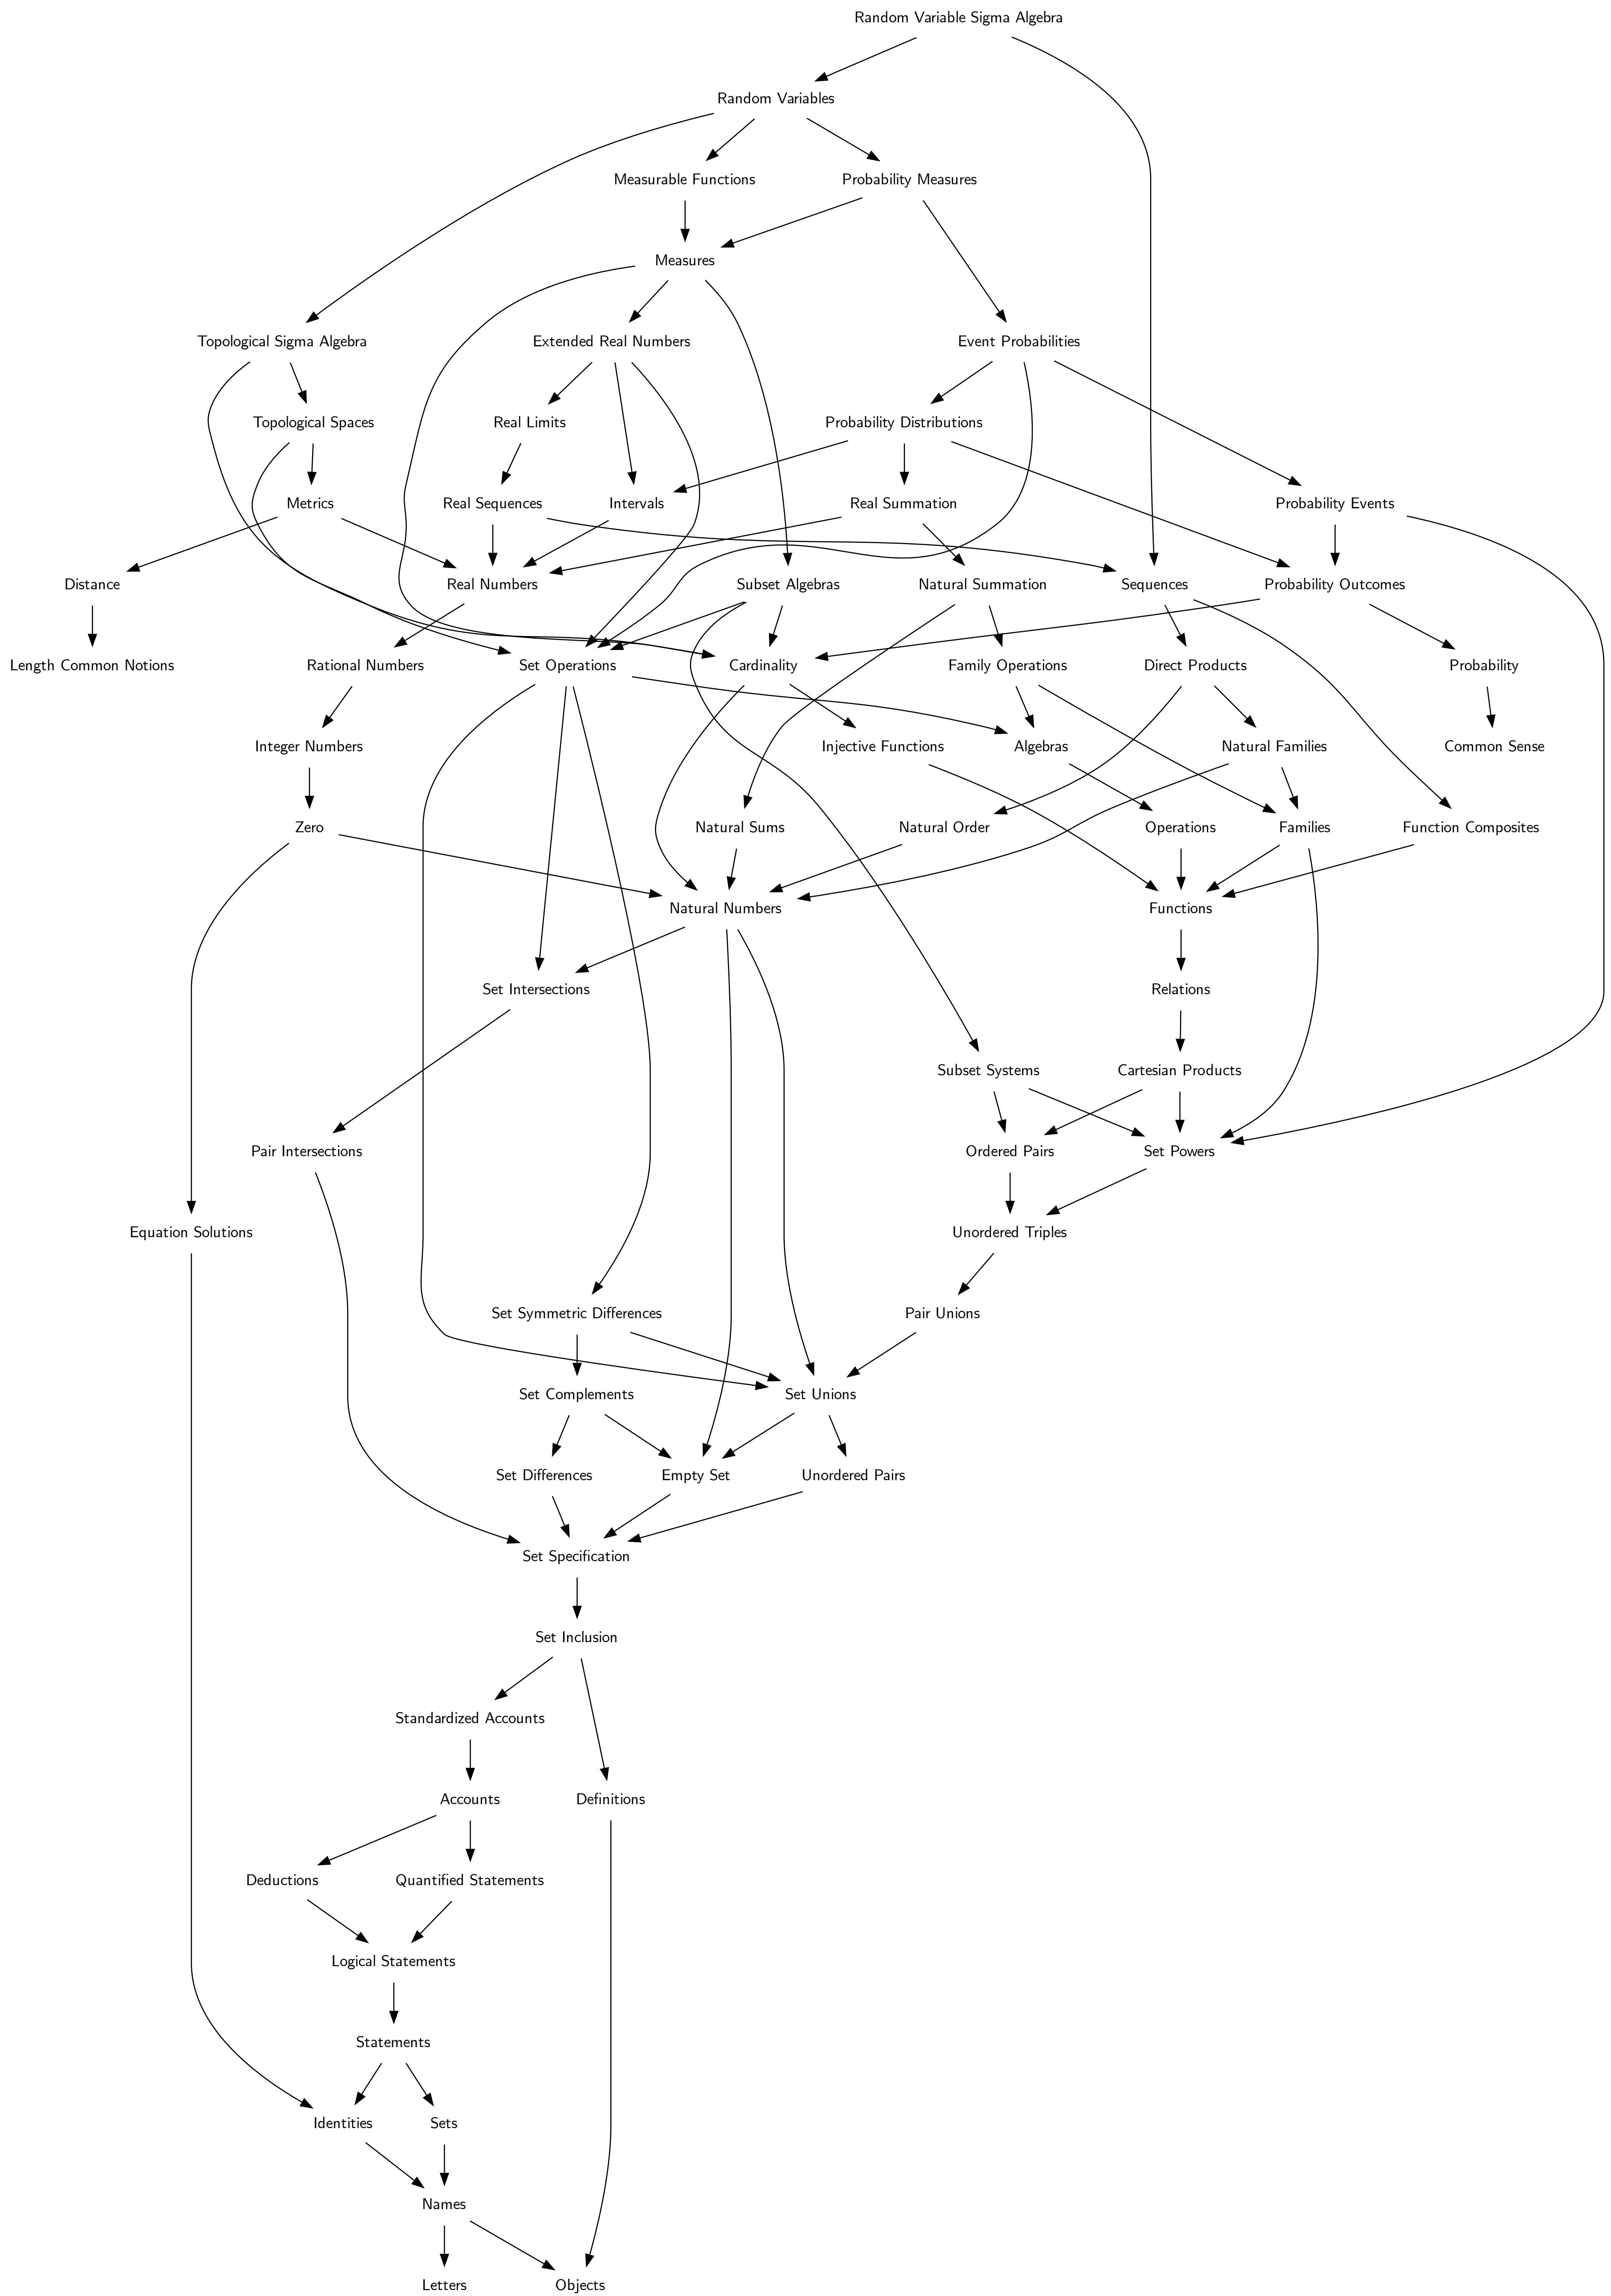 Random Variable Sigma Algebra
Random Variables
Measurable Functions
Probability Measures
Measures
Topological Sigma Algebra
Extended Real Numbers
Event Probabilities
Topological Spaces
Real Limits
Probability Distributions
Metrics
Real Sequences
Intervals
Real Summation
Probability Events
Distance
Real Numbers
Subset Algebras
Natural Summation
Sequences
Probability Outcomes
Length Common Notions
Rational Numbers
Set Operations
Cardinality
Family Operations
Direct Products
Probability
Integer Numbers
Injective Functions
Algebras
Natural Families
Common Sense
Zero
Natural Sums
Natural Order
Operations
Families
Function Composites
Natural Numbers
Functions
Set Intersections
Relations
Subset Systems
Cartesian Products
Pair Intersections
Ordered Pairs
Set Powers
Equation Solutions
Unordered Triples
Set Symmetric Differences
Pair Unions
Set Complements
Set Unions
Set Differences
Empty Set
Unordered Pairs
Set Specification
Set Inclusion
Standardized Accounts
Accounts
Definitions
Deductions
Quantified Statements
Logical Statements
Statements
Identities
Sets
Names
Letters
Objects